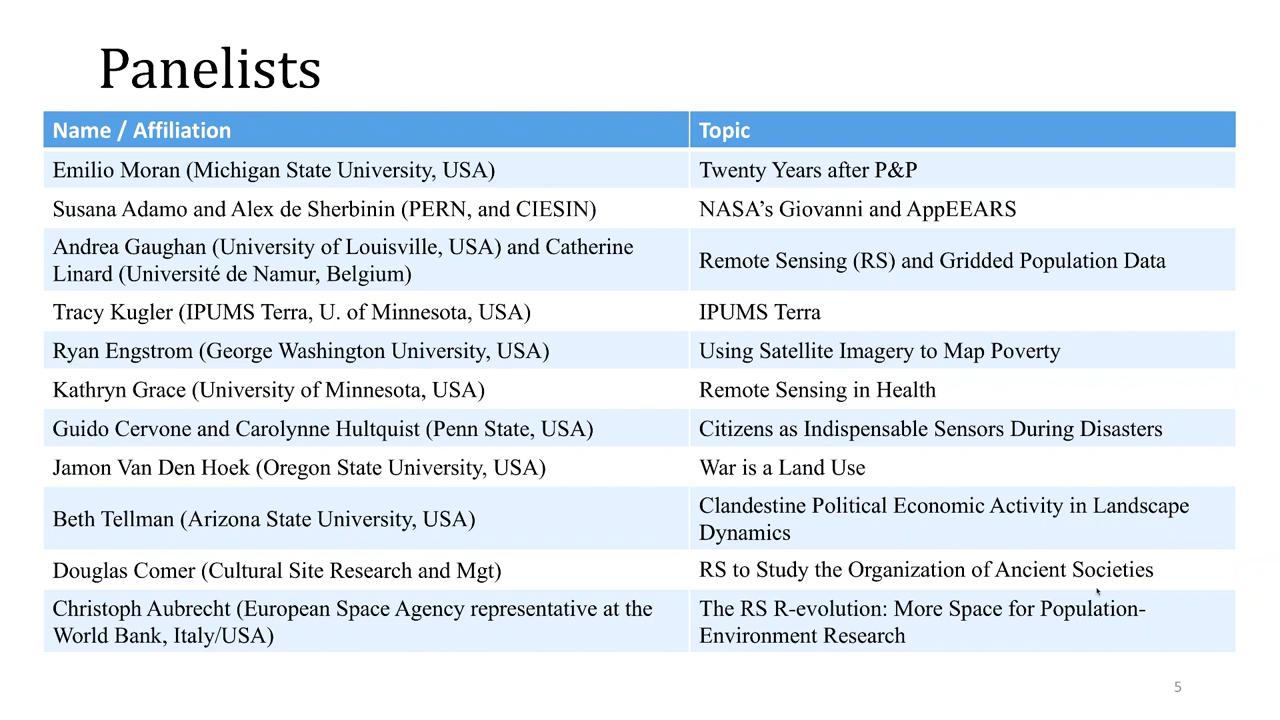 Panelists
Name / Affiliation
Topic
Emilio Moran (Michigan State University, USA)
Twenty Years after P&P
Susana Adamo and Alex de Sherbinin (PERN, and CIESIN)
NASA's Giovanni and AppEEARS
Andrea Gaughan (University of Louisville, USA) and Catherine
Linard (Université de Namur, Belgium)
Remote Sensing (RS) and Gridded Population Data
Tracy Kugler (IPUMS Terra, U. of Minnesota, USA)
IPUMS Terra
Ryan Engstrom (George Washington University, USA)
Using Satellite Imagery to Map Poverty
Kathryn Grace (University of Minnesota, USA)
Remote Sensing in Health
Guido Cervone and Carolynne Hultquist (Penn State, USA)
Citizens as Indispensable Sensors During Disasters
Jamon Van Den Hoek (Oregon State University, USA)
War is a Land Use
Beth Tellman (Arizona State University, USA)
Clandestine Political Economic Activity in Landscape
Dynamics
Douglas Comer (Cultural Site Research and Mgt)
RS to Study the Organization of Ancient Societies
Christoph Aubrecht (European Space Agency representative at the
World Bank, Italy/USA)
The RS R-evolution: More Space for Population-
Environment Research
5